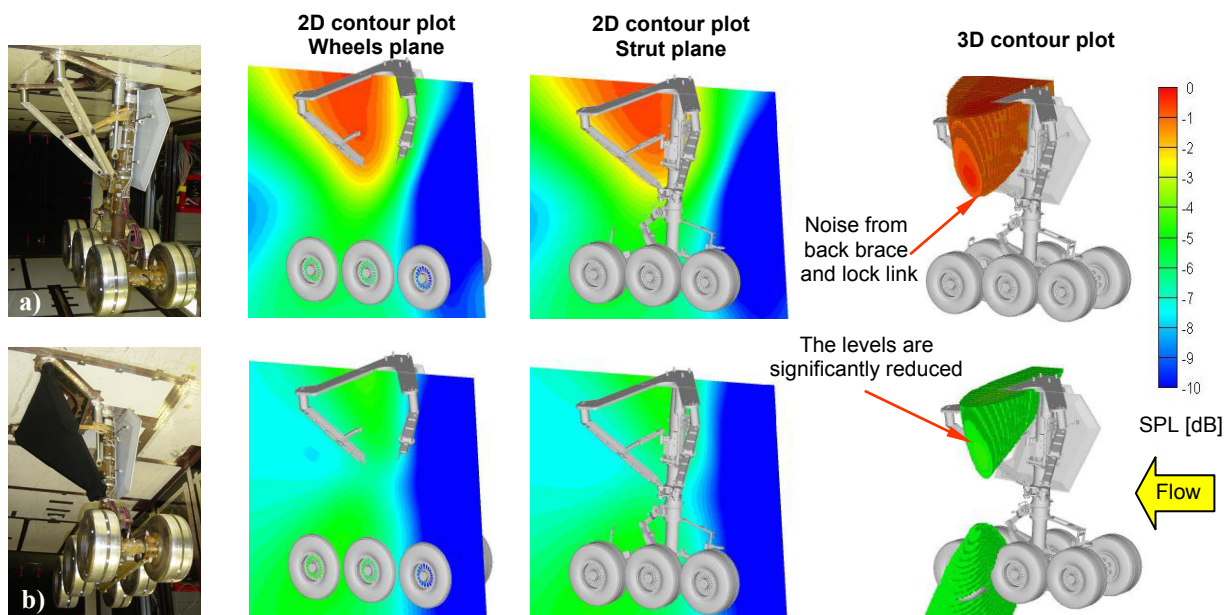 2D contour plot
Wheels plane
2D contour plot
Strut plane
3D contour plot
a)
Noise from
back brace
and lock link
0
-1
-2
-3
-4
-5
-6
-7
-8
-9
-10
SPL [dB]
The levels are
significantly reduced
Flow
b)